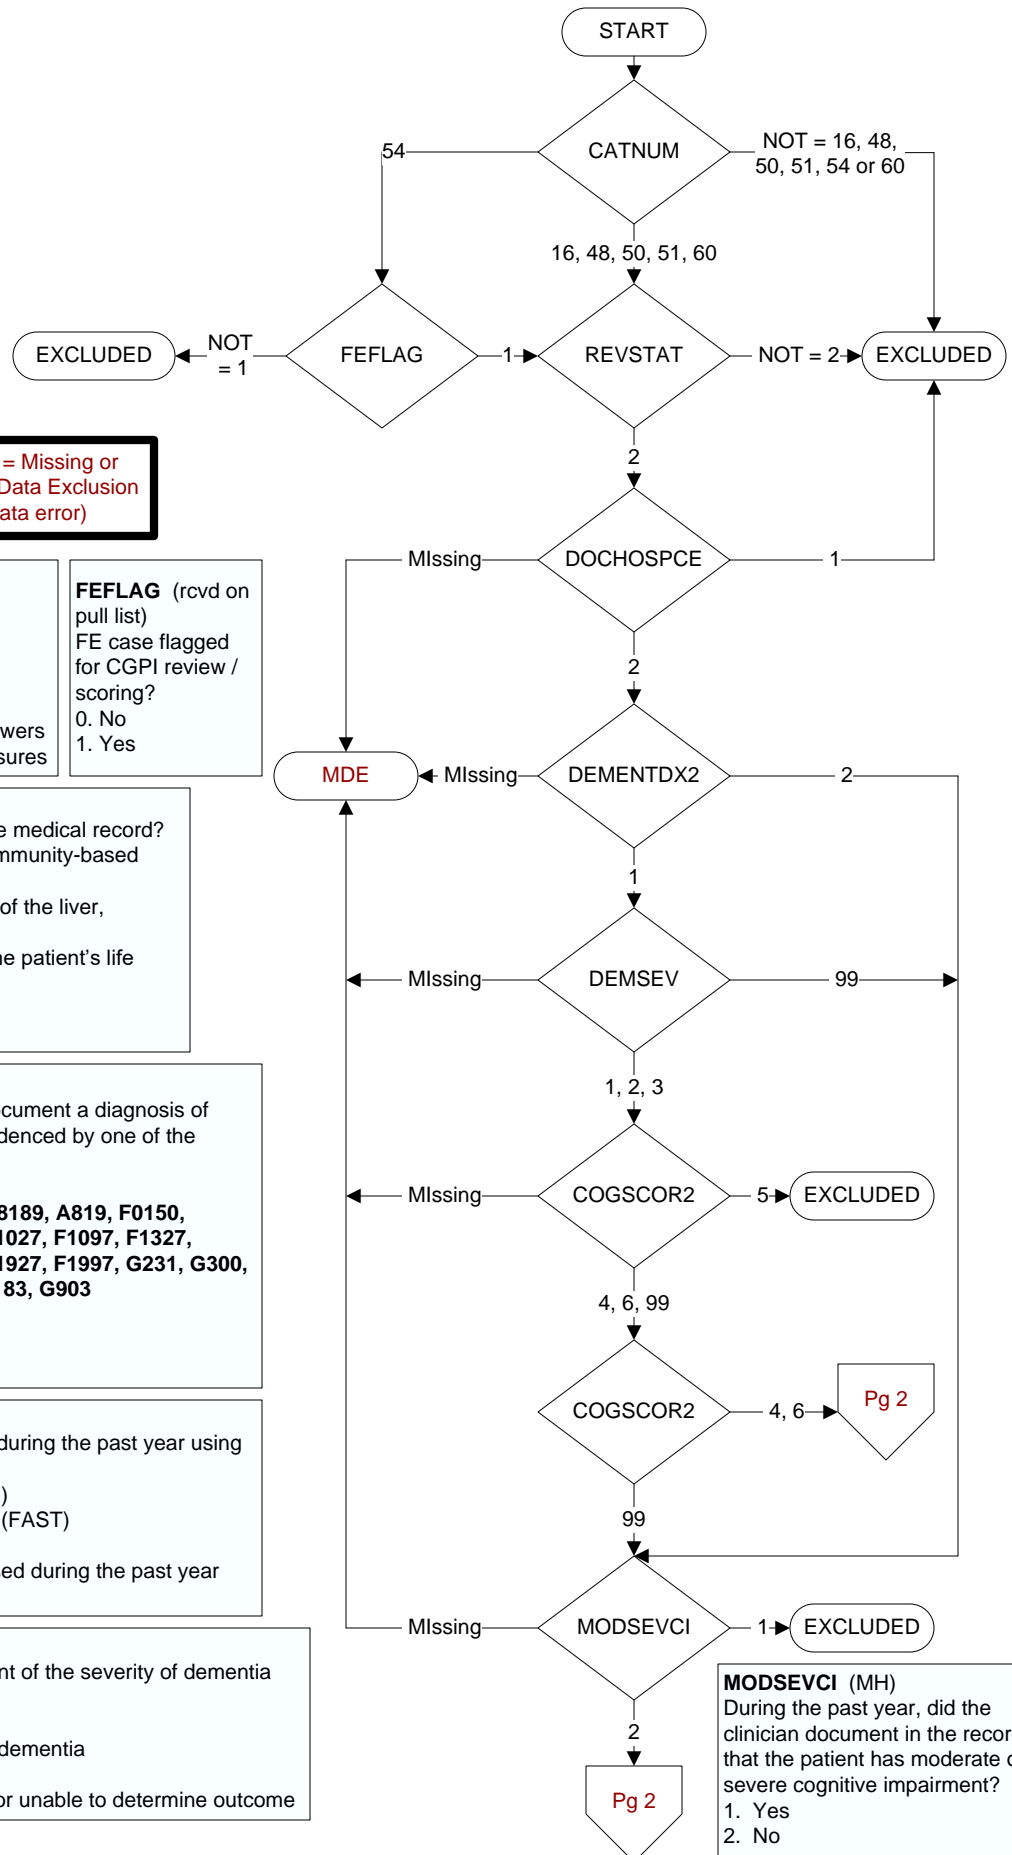 START
CATNUM
54
NOT = 16, 48,
50, 51, 54 or 60
16, 48, 50, 51, 60
EXCLUDED
NOT
= 1
FEFLAG
1
REVSTAT
NOT = 2
EXCLUDED
2
= Missing or
Data Exclusion
ata error)
MIssing
DOCHOSPCE
1
FEFLAG (rcvd on
pull list)
FE case flagged
for CGPI review /
scoring?
0. No
1. Yes
wers
sures
2
MDE
MIssing
DEMENTDX2
2
e medical record?
mmunity-based
of the liver,
he patient's life
1
MIssing
DEMSEV
99
1, 2, 3
ocument a diagnosis of
idenced by one of the
8189, A819, F0150,
1027, F1097, F1327,
1927, F1997, G231, G300,
83, G903
MIssing
COGSCOR2
5
EXCLUDED
4, 6, 99
COGSCOR2
4, 6
Pg 2
during the past year using
)
(FAST)
ed during the past year
99
MIssing
MODSEVCI
1
EXCLUDED
nt of the severity of dementia
dementia
or unable to determine outcome
2
Pg 2
MODSEVCI (MH)
During the past year, did the
clinician document in the recor
that the patient has moderate o
severe cognitive impairment?
1. Yes
2. No